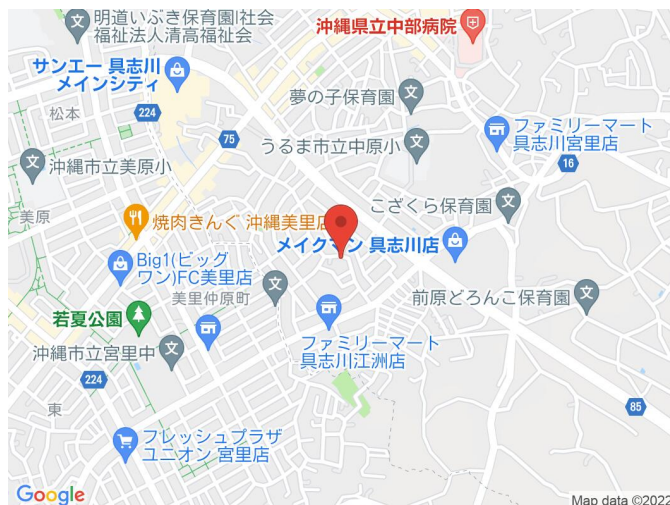 明道いぶき保育園|社会
福祉法人清高福祉会
沖縄県立中部病院
サンエー 具志川
メインシティ
夢の子保育園
松本
224
75
ファミリーマート
具志川宮里店
うるま市立中原小
16
沖縄市立美原小
こざくら保育園
美原
焼肉きんぐ 沖縄美里店
メイクマン 具志川店
Big1(ビッグ
ワン)FC美里店
美里仲原町
前原どろんこ保育園
若夏公園
ファミリーマート
具志川江洲店
沖縄市立宮里中
224
東
85
フレッシュプラザ
ユニオン 宮里店
Google
Map data ©2022